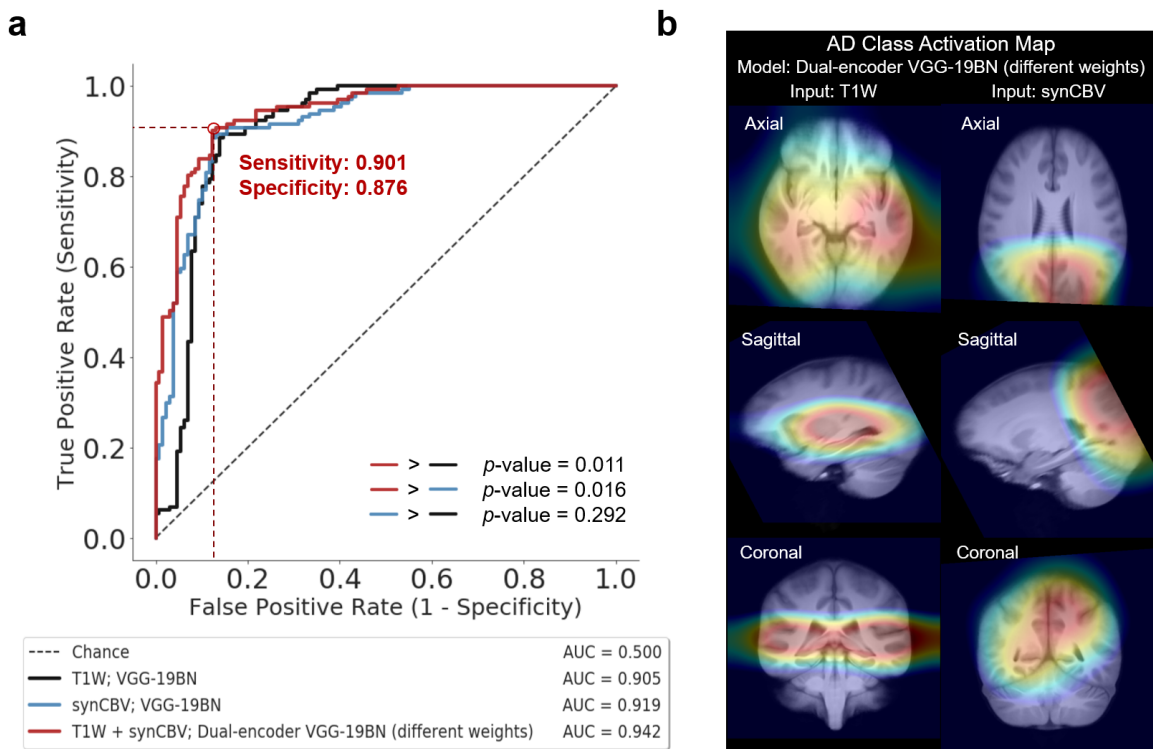 a
1.0
0.8
0.6
0.4
0.2
0.0
True Positive Rate (Sensitivity)
Sensitivity: 0.901
Specificity: 0.876
> p-value = 0.011
> p-value = 0.016
> p-value = 0.292
0.0 0.2 0.4 0.6 0.8 1.0
False Positive Rate (1 - Specificity)
Chance AUC = 0.500
T1W; VGG-19BN AUC = 0.905
synCBV; VGG-19BN AUC = 0.919
T1W + synCBV; Dual-encoder VGG-19BN (different weights) AUC = 0.942
b
AD Class Activation Map
Model: Dual-encoder VGG-19BN (different weights)
Input: T1W Input: synCBV
Axial Axial
Sagittal Sagittal
Coronal Coronal